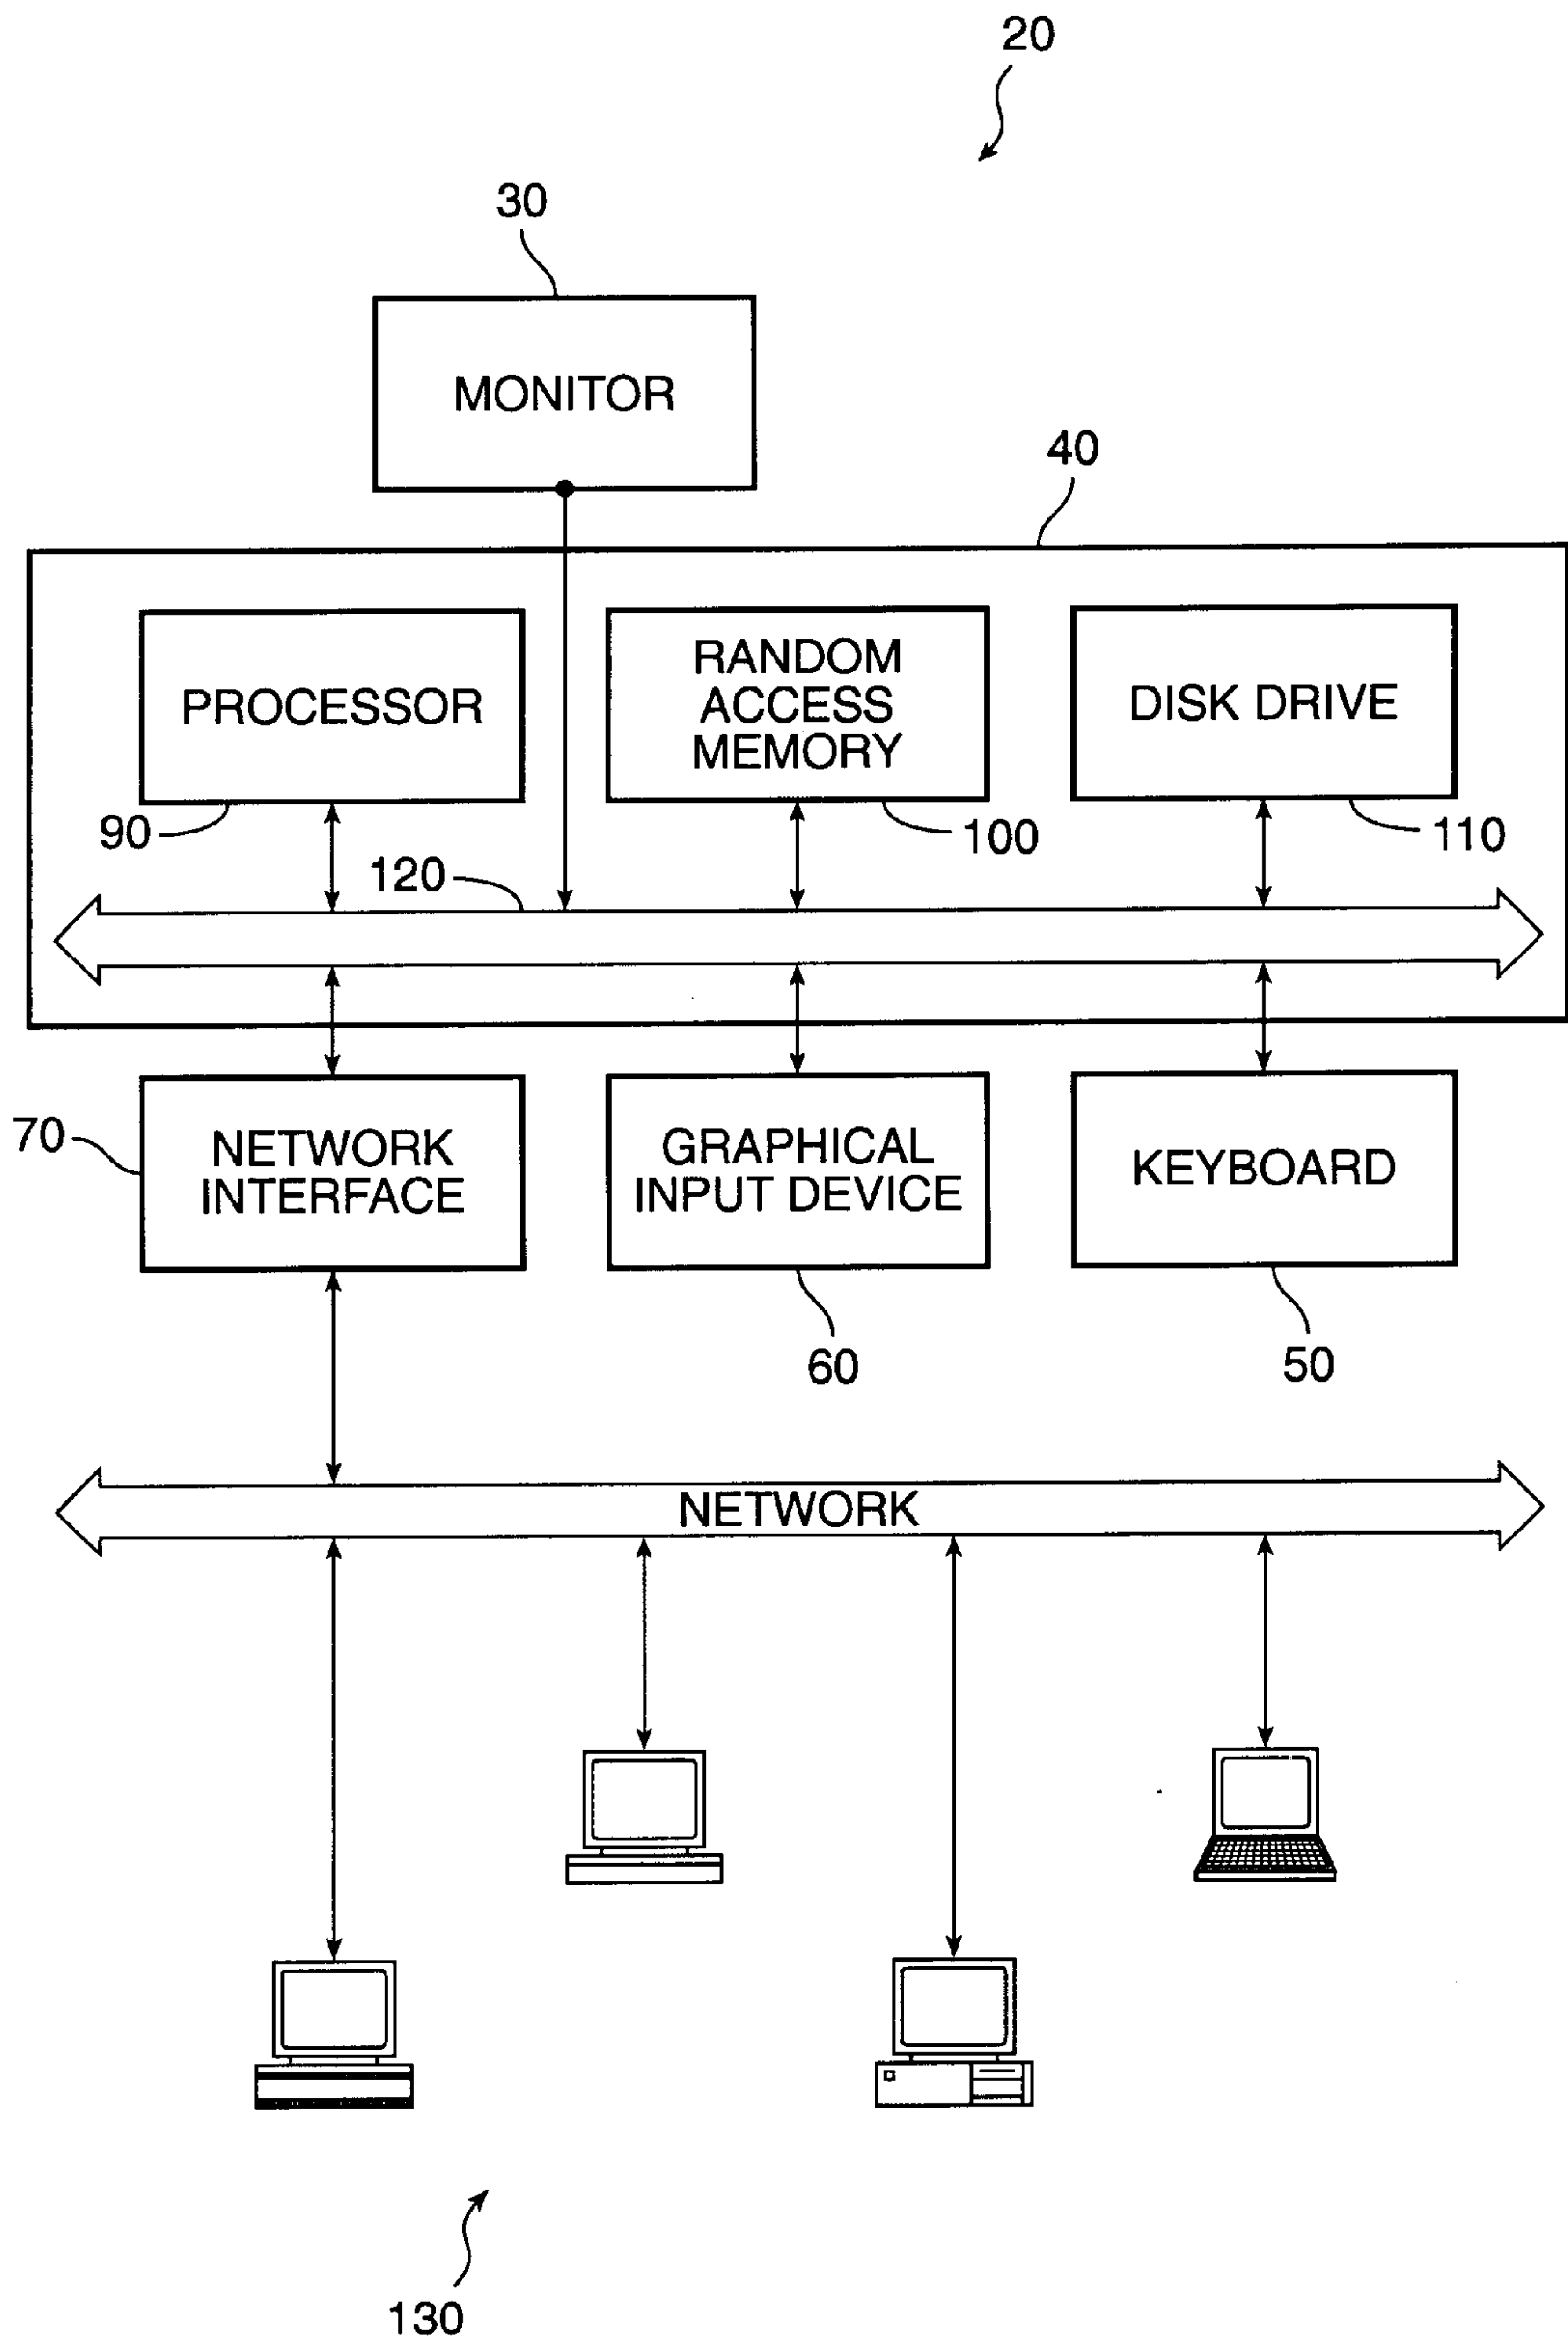 20
30
MONITOR
40
PROCESSOR
RANDOM
ACCESS
MEMORY
DISK DRIVE
90
100
110
120
70
NETWORK
INTERFACE
GRAPHICAL
INPUT DEVICE
KEYBOARD
60
50
NETWORK
130